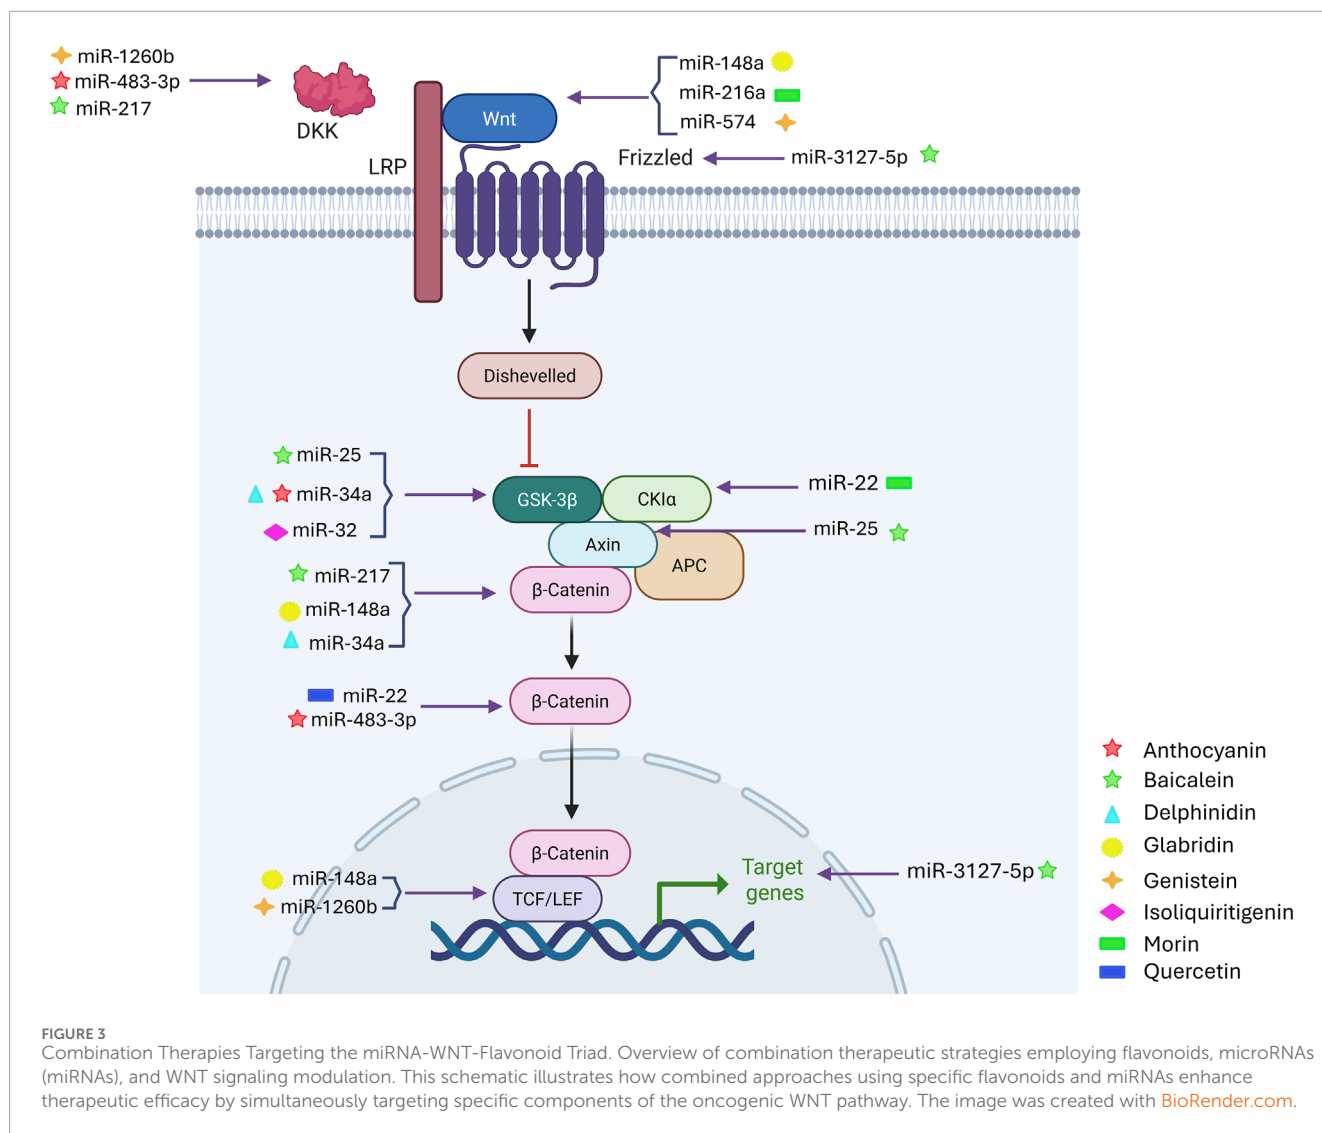 miR-1260b
miR-483-3p
miR-217
DKK
LRP
Wnt
miR-148a
miR-216a
miR-574
Frizzled
miR-3127-5p
Dishevelled
miR-25
miR-34a
miR-32
GSK-3β
CKIα
miR-22
miR-25
Axin
APC
miR-217
miR-148a
miR-34a
β-Catenin
miR-22
miR-483-3p
β-Catenin
β-Catenin
miR-148a
miR-1260b
TCF/LEF
Target
genes
miR-3127-5p
Anthocyanin
Baicalein
Delphinidin
Glabridin
Genistein
Isoliquiritigenin
Morin
Quercetin
FIGURE 3
Combination Therapies Targeting the miRNA-WNT-Flavonoid Triad. Overview of combination therapeutic strategies employing flavonoids, microRNAs
(miRNAs), and WNT signaling modulation. This schematic illustrates how combined approaches using specific flavonoids and miRNAs enhance
therapeutic efficacy by simultaneously targeting specific components of the oncogenic WNT pathway. The image was created with BioRender.com.